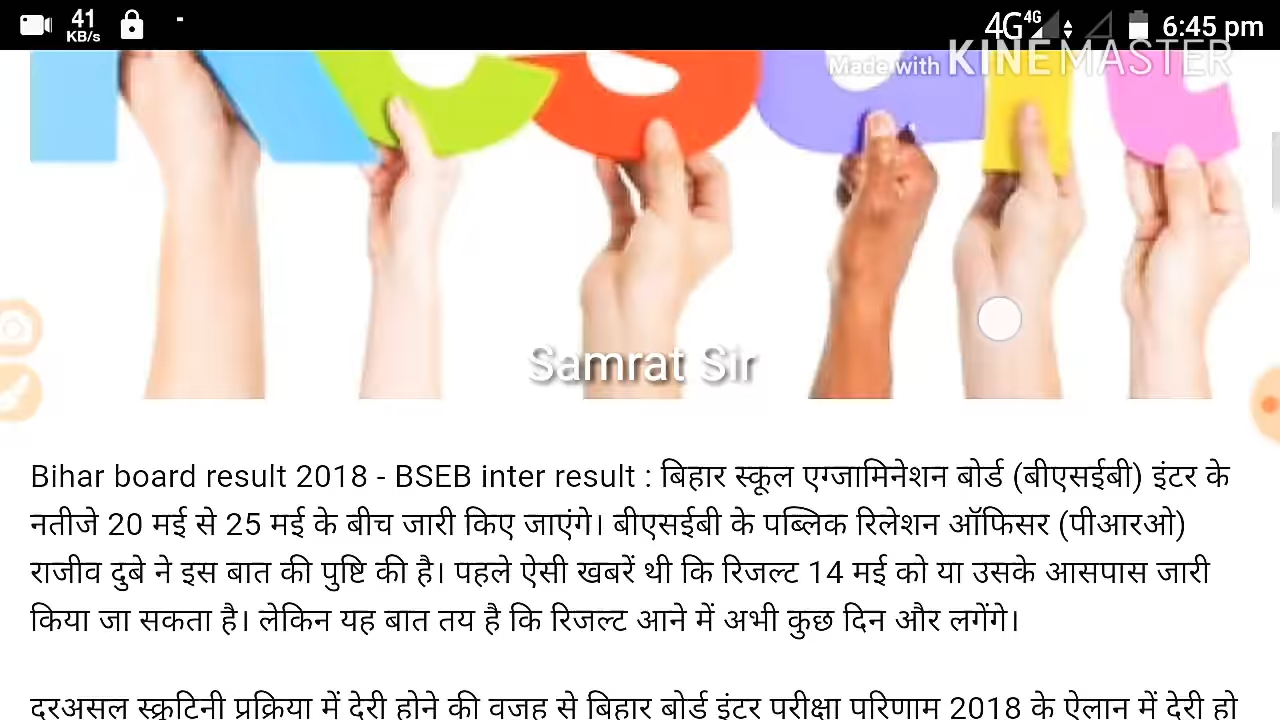 41
KB/s
4G 4G 6:45 pm
Made with KINEMASTER
Result
Samrat Sir
Bihar board result 2018 - BSEB inter result : बिहार स्कूल एग्जामिनेशन बोर्ड (बीएसईबी) इंटर के
नतीजे 20 मई से 25 मई के बीच जारी किए जाएंगे। बीएसईबी के पब्लिक रिलेशन ऑफिसर (पीआरओ)
राजीव दुबे ने इस बात की पुष्टि की है। पहले ऐसी खबरें थी कि रिजल्ट 14 मई को या उसके आसपास जारी
किया जा सकता है। लेकिन यह बात तय है कि रिजल्ट आने में अभी कुछ दिन और लगेंगे।
दरअसल स्क्रूटिनी प्रक्रिया में देरी होने की वजह से बिहार बोर्ड इंटर परीक्षा परिणाम 2018 के ऐलान में देरी हो